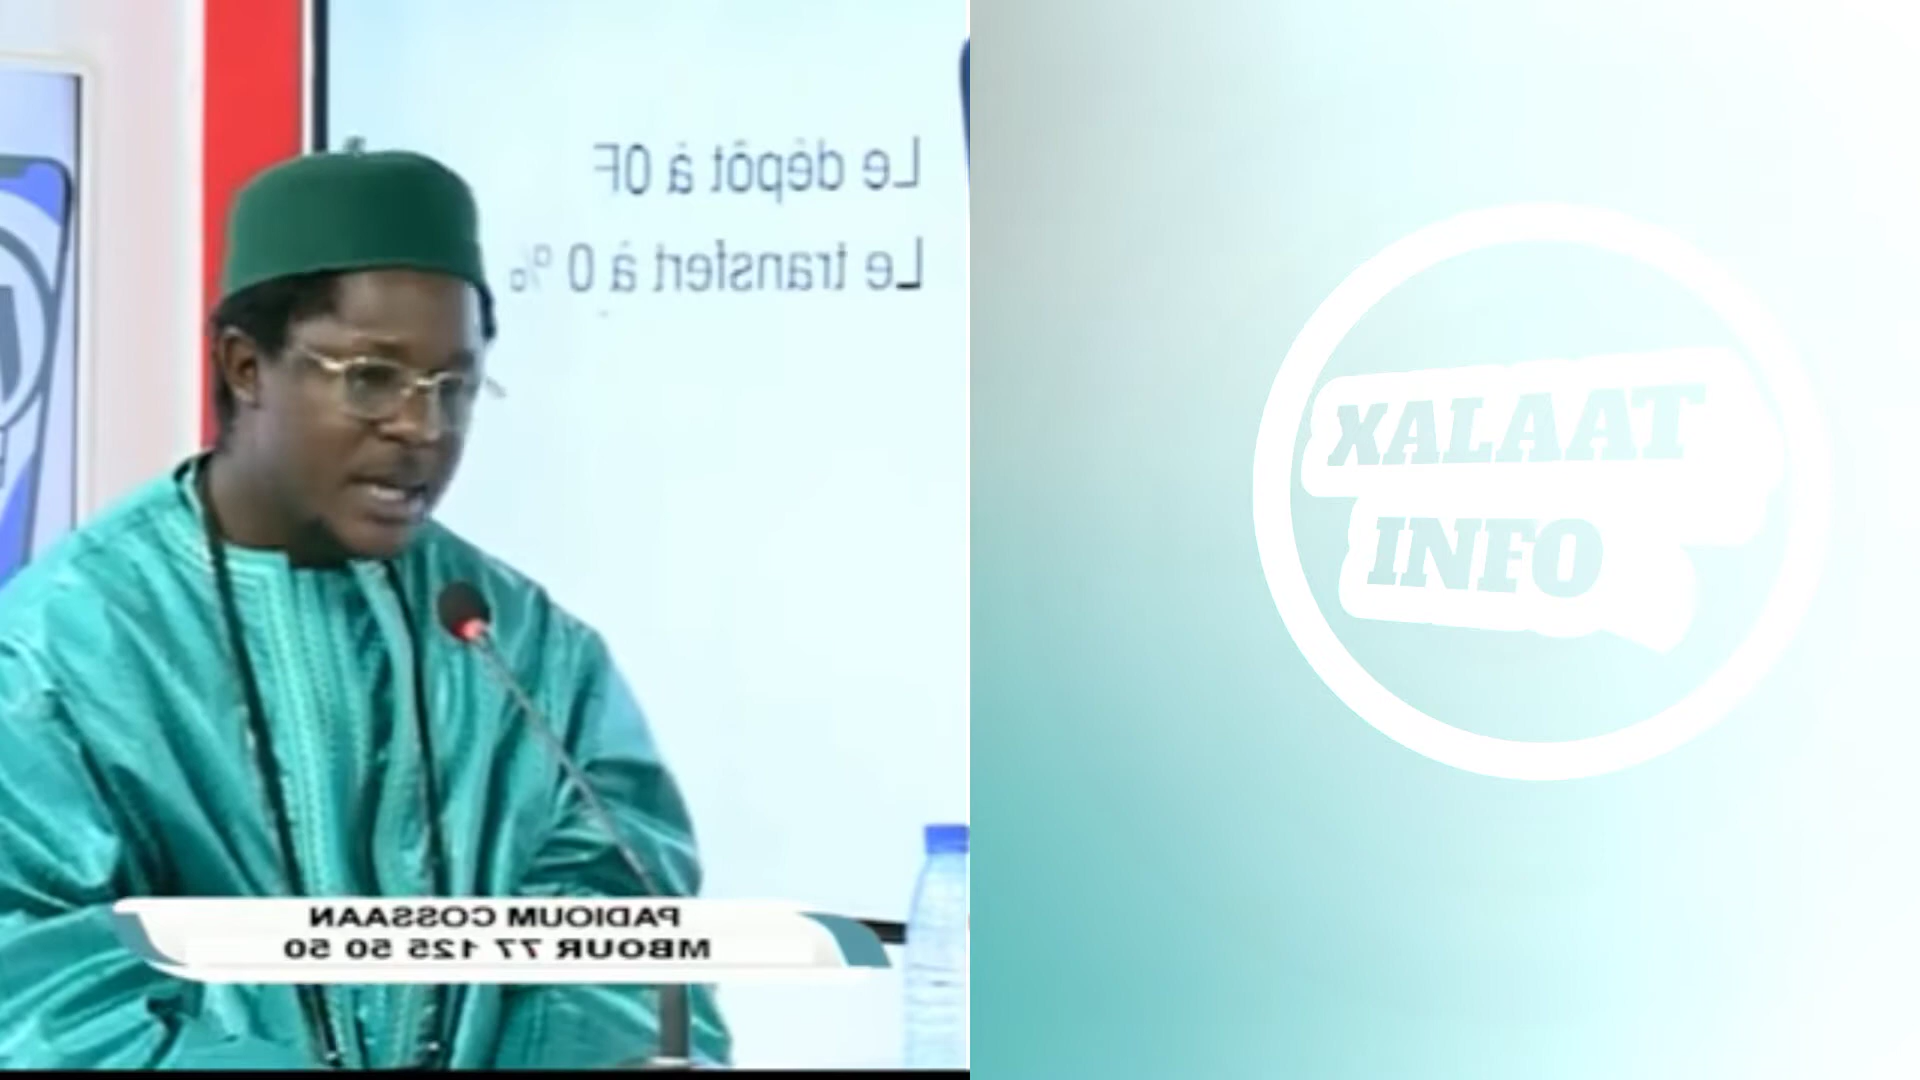 Le dépôt à 0F
Le transfert à 0 %
PADIOUM COSSAAN
MBOUR 77 125 50 50
XALAAT
INFO